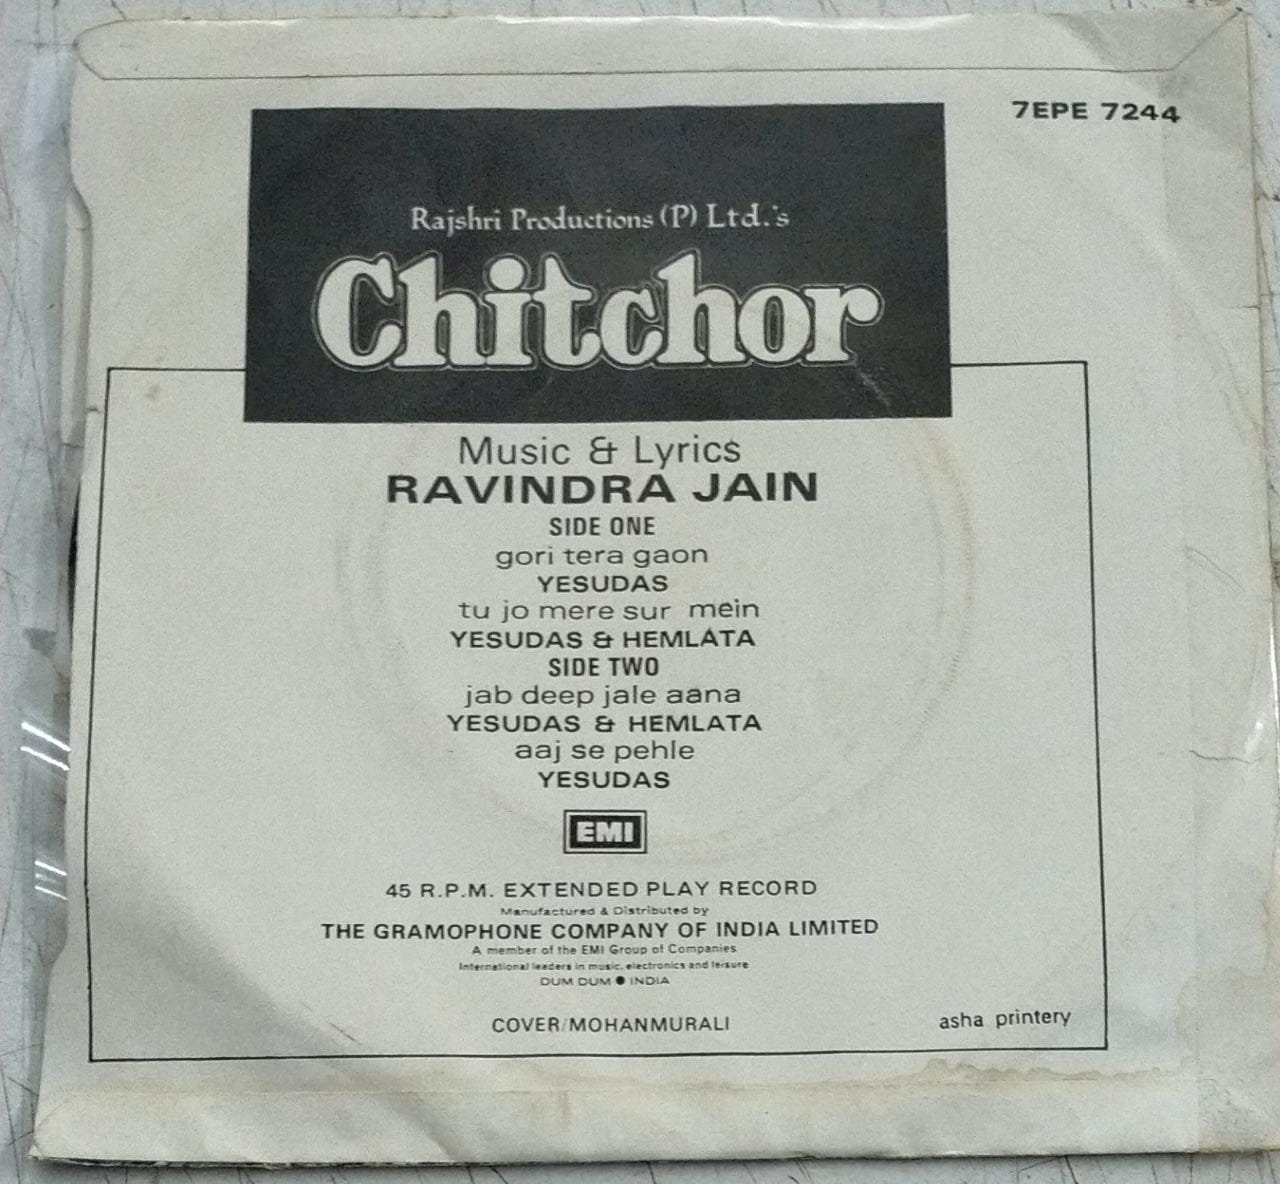 7EPE 7244
Rajshri Productions (P) Ltd.'s
Chitchor
Music & Lyrics
RAVINDRA JAIN
SIDE ONE
gori tera gaon
YESUDAS
tu jo mere sur mein
YESUDAS & HEMLATA
SIDE TWO
jab deep jale aana
YESUDAS & HEMLATA
aaj se pehle
YESUDAS
EMI
45 R.P.M. EXTENDED PLAY RECORD
Manufactured & Distributed by
THE GRAMOPHONE COMPANY OF INDIA LIMITED
A member of the EMI Group of Companies
International leaders in music, electronics and leisure
DUM DUM ● INDIA
COVER/MOHANMURALI
asha printery